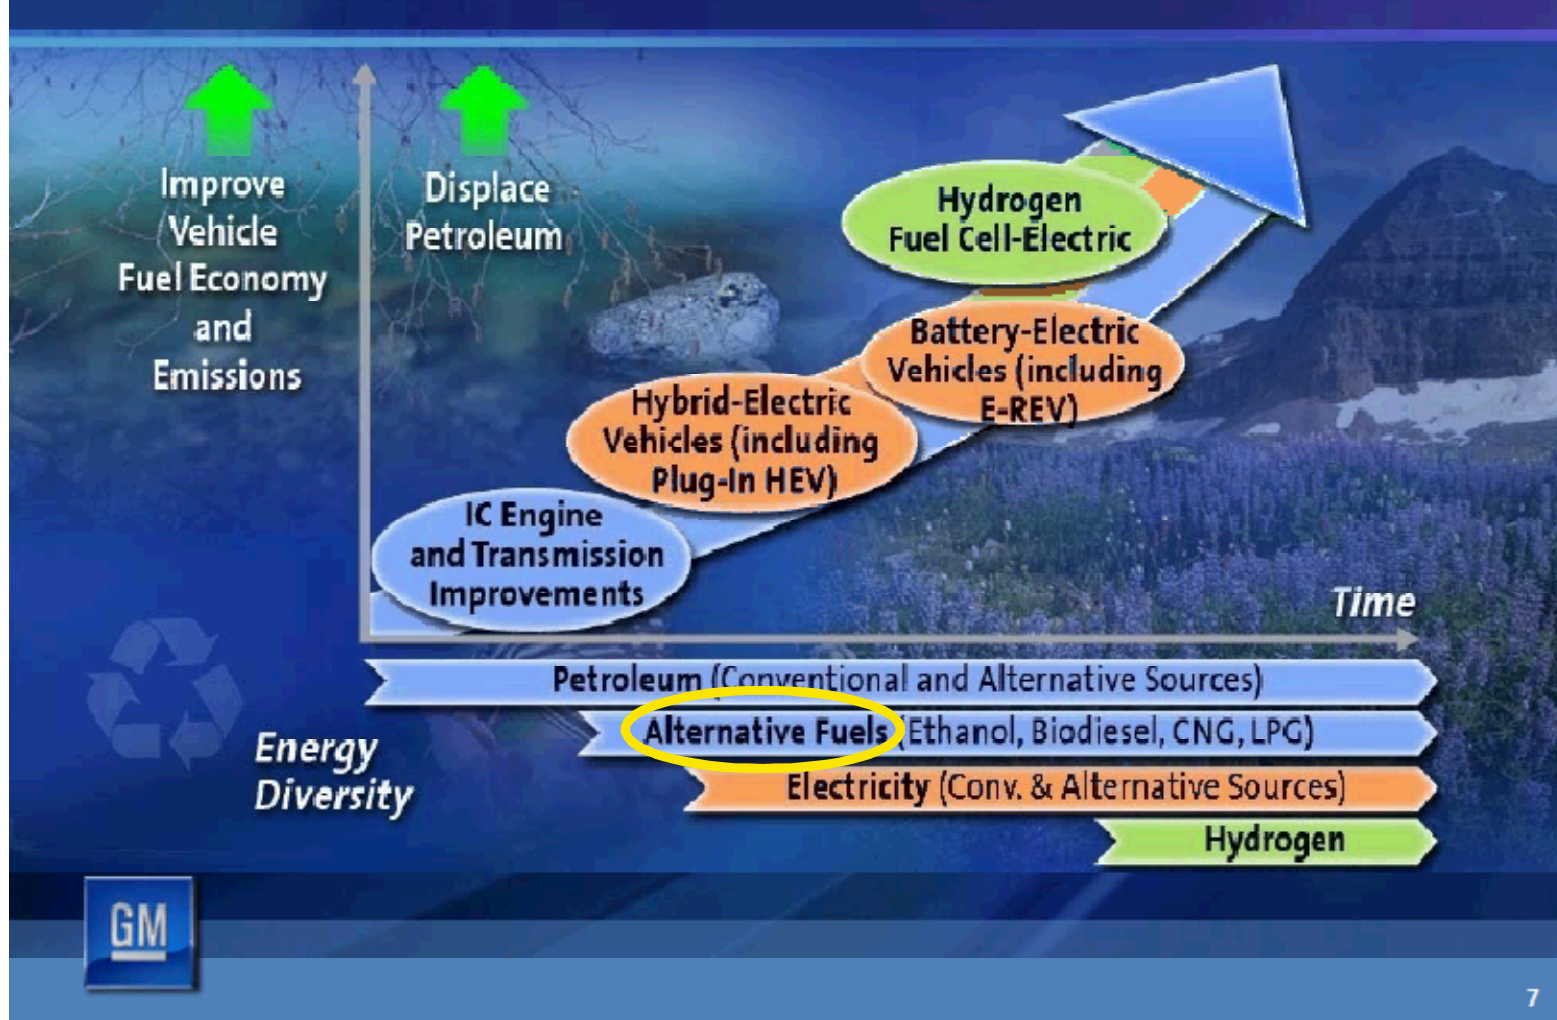 Improve
Vehicle
Fuel Economy
and
Emissions
Displace
Petroleum
Hydrogen
Fuel Cell-Electric
Battery-Electric
Vehicles (including
E-REV)
Hybrid-Electric
Vehicles (including
Plug-In HEV)
IC Engine
and Transmission
Improvements
Time
Energy
Diversity
Petroleum (Conventional and Alternative Sources)
Alternative Fuels (Ethanol, Biodiesel, CNG, LPG)
Electricity (Conv. & Alternative Sources)
Hydrogen
GM
7